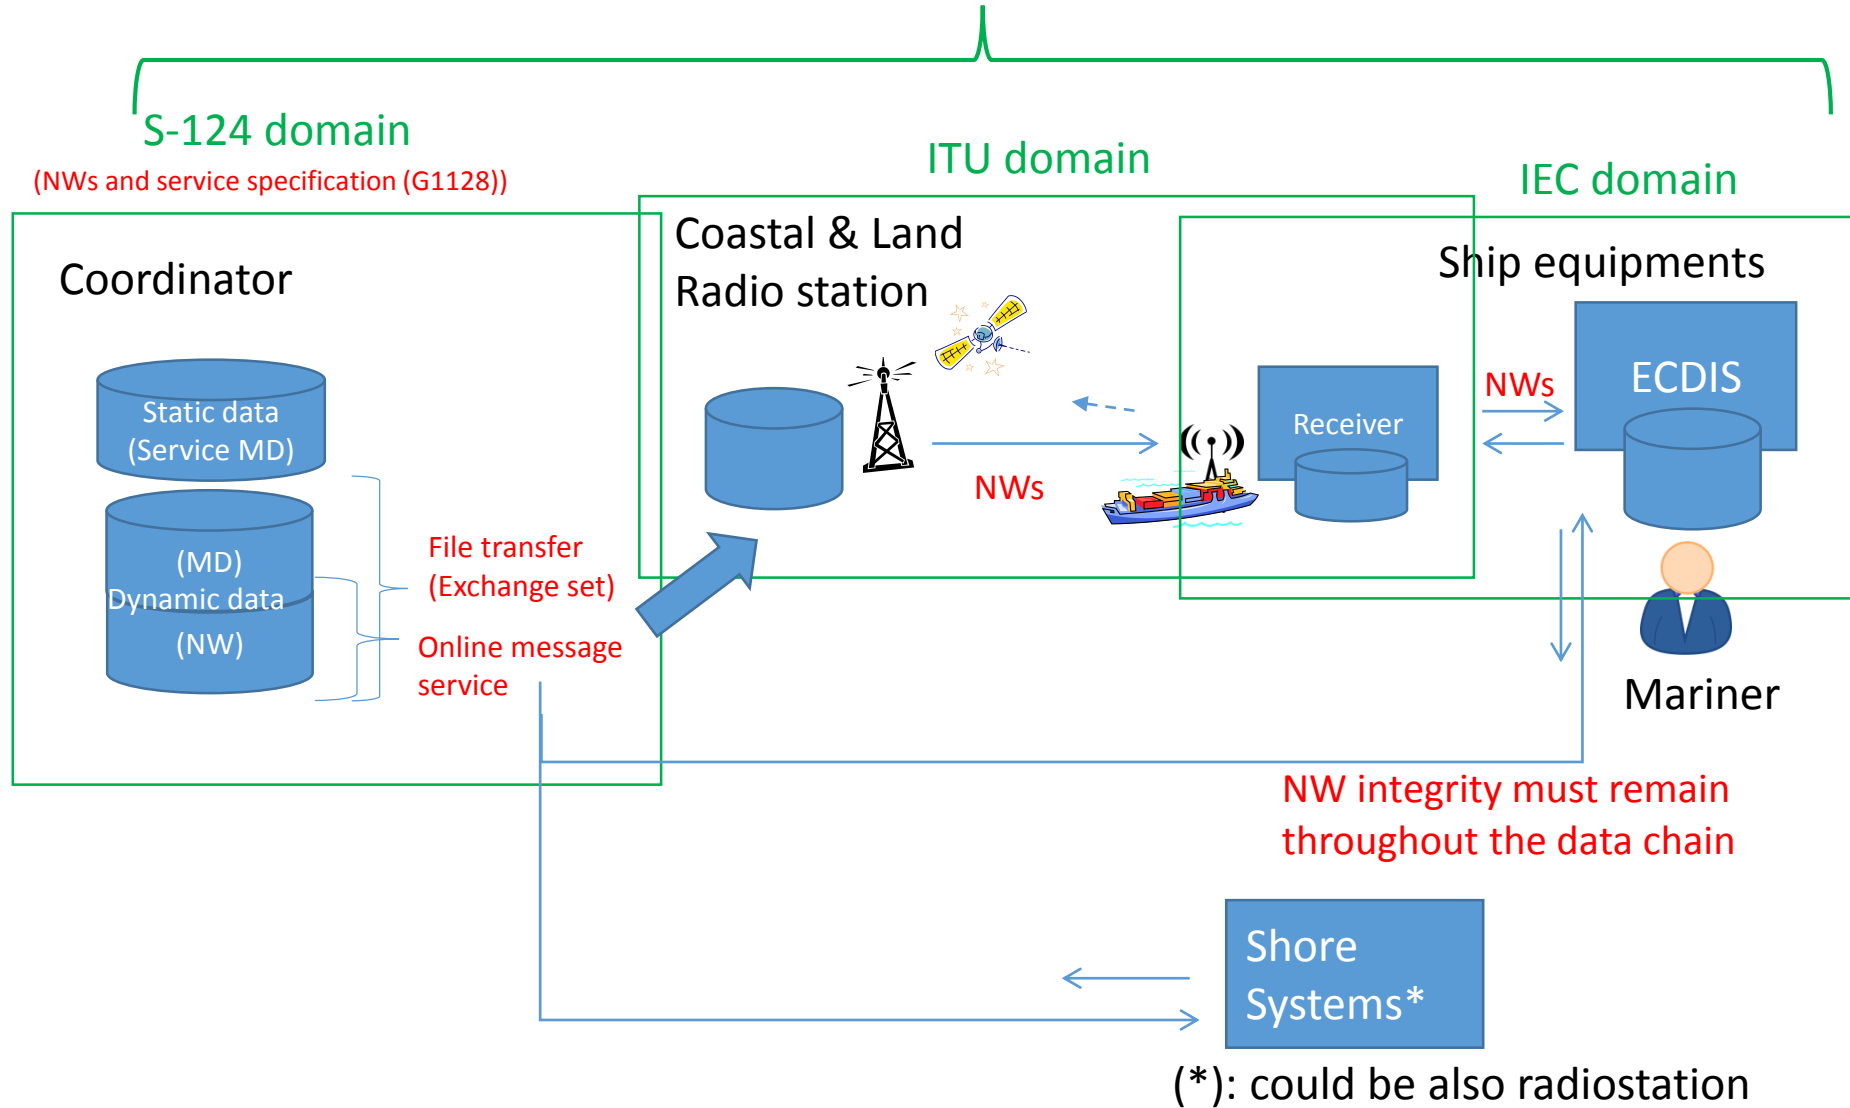 S-124 domain
(NWs and service specification (G1128))
ITU domain
IEC domain
Coordinator
Coastal & Land
Radio station
Ship equipments
Static data
(Service MD)
(MD)
Dynamic data
(NW)
File transfer
(Exchange set)
Online message
service
NWs
Receiver
NWs
ECDIS
Mariner
NW integrity must remain
throughout the data chain
Shore
Systems*
(*): could be also radiostation